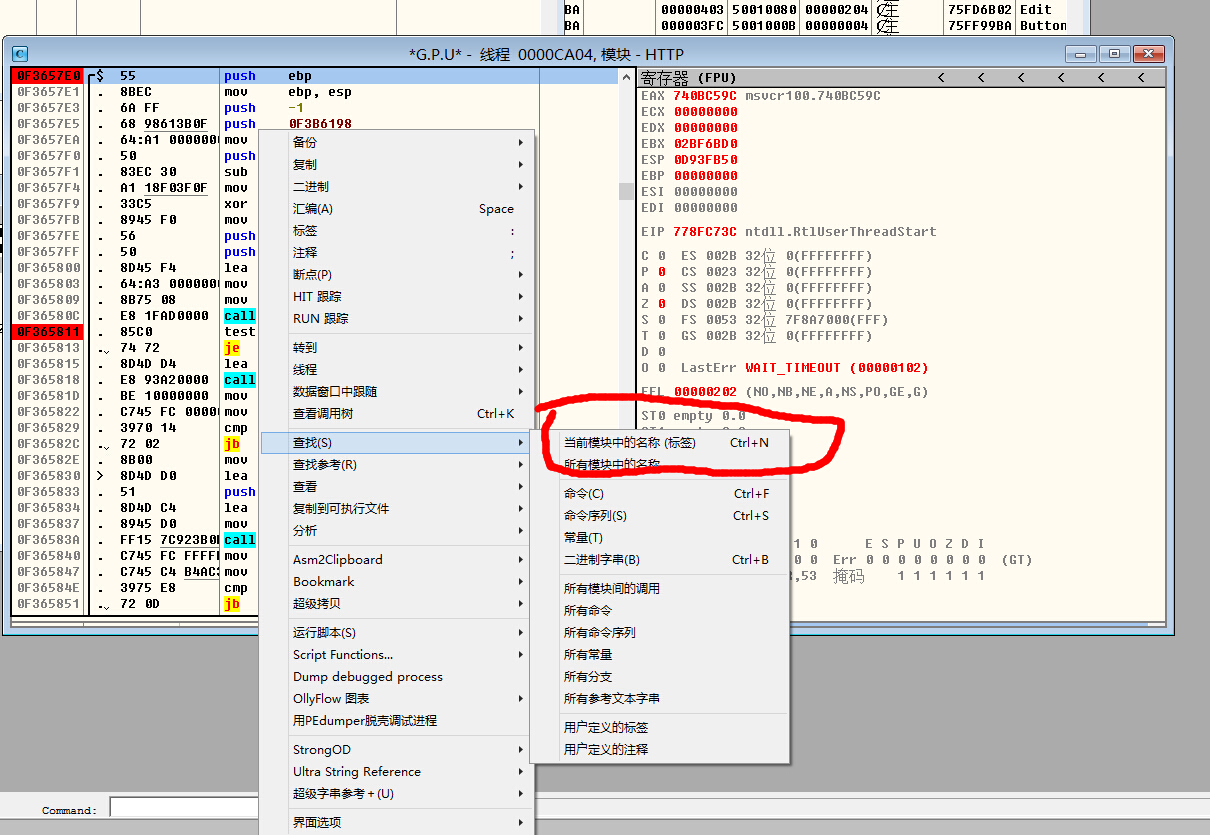 BA 00000403 50010080 00000204 75FD6B02 Edit
BA 000003FC 5001000B 00000004 75FF99BA Button
C *G.P.U* - 线程 0000CA04, 模块 - HTTP
0F3657E0 $ 55 push ebp
0F3657E1 . 8BEC mov ebp, esp
0F3657E3 . 6A FF push -1
0F3657E5 . 68 98613B0F push 0F3B6198
0F3657EA . 64:A1 0000000 mov
0F3657F0 . 50 push
0F3657F1 . 83EC 30 sub
0F3657F4 . A1 18F03F0F mov
0F3657F9 . 33C5 xor
0F3657FB . 8945 F0 mov
0F3657FE . 56 push
0F3657FF . 50 push
0F365800 . 8D45 F4 lea
0F365803 . 64:A3 0000000 mov
0F365809 . 8B75 08 mov
0F36580C . E8 1FAD0000 call
0F365811 . 85C0 test
0F365813 . 74 72 je
0F365815 . 8D4D D4 lea
0F365818 . E8 93A20000 call
0F36581D . BE 10000000 mov
0F365822 . C745 FC 0000 mov
0F365829 . 3970 14 cmp
0F36582C . 72 02 jb
0F36582E . 8B00 mov
0F365830 > 8D4D D0 lea
0F365833 . 51 push
0F365834 . 8D4D C4 lea
0F365837 . 8945 D0 mov
0F36583A . FF15 7C923B0 call
0F365840 . C745 FC FFFF mov
0F365847 . C745 C4 B4AC mov
0F36584E . 3975 E8 cmp
0F365851 . 72 0D jb
备份
复制
二进制
汇编(A) Space
标签 :
注释 ;
断点(P)
HIT 跟踪
RUN 跟踪
转到
线程
数据窗口中跟随
查看调用树 Ctrl+K
查找(S)
查找参考(R)
查看
复制到可执行文件
分析
Asm2Clipboard
Bookmark
超级拷贝
运行脚本(S)
Script Functions...
Dump debugged process
OllyFlow 图表
用PEdumper脱壳调试进程
StrongOD
Ultra String Reference
超级字串参考+(U)
界面选项
当前模块中的名称 (标签) Ctrl+N
所有模块中的名称
命令(C) Ctrl+F
命令序列(S) Ctrl+S
常量(T)
二进制字串(B) Ctrl+B
所有模块间的调用
所有命令
所有命令序列
所有常量
所有分支
所有参考文本字串
用户定义的标签
用户定义的注释
寄存器 (FPU) < < < < < <
EAX 740BC59C msvcr100.740BC59C
ECX 00000000
EDX 00000000
EBX 02BF6BD0
ESP 0D93FB50
EBP 00000000
ESI 00000000
EDI 00000000
EIP 778FC73C ntdll.RtlUserThreadStart
C 0 ES 002B 32位 0(FFFFFFFF)
P 0 CS 0023 32位 0(FFFFFFFF)
A 0 SS 002B 32位 0(FFFFFFFF)
Z 0 DS 002B 32位 0(FFFFFFFF)
S 0 FS 0053 32位 7F8A7000(FFF)
T 0 GS 002B 32位 0(FFFFFFFF)
D 0
O 0 LastErr WAIT_TIMEOUT (00000102)
EFL 00000202 (NO,NB,NE,A,NS,PO,GE,G)
ST0 empty 0.0
1 0 E S P U O Z D I
0 0 Err 0 0 0 0 0 0 0 0 (GT)
,53 掩码 1 1 1 1 1 1
Command: